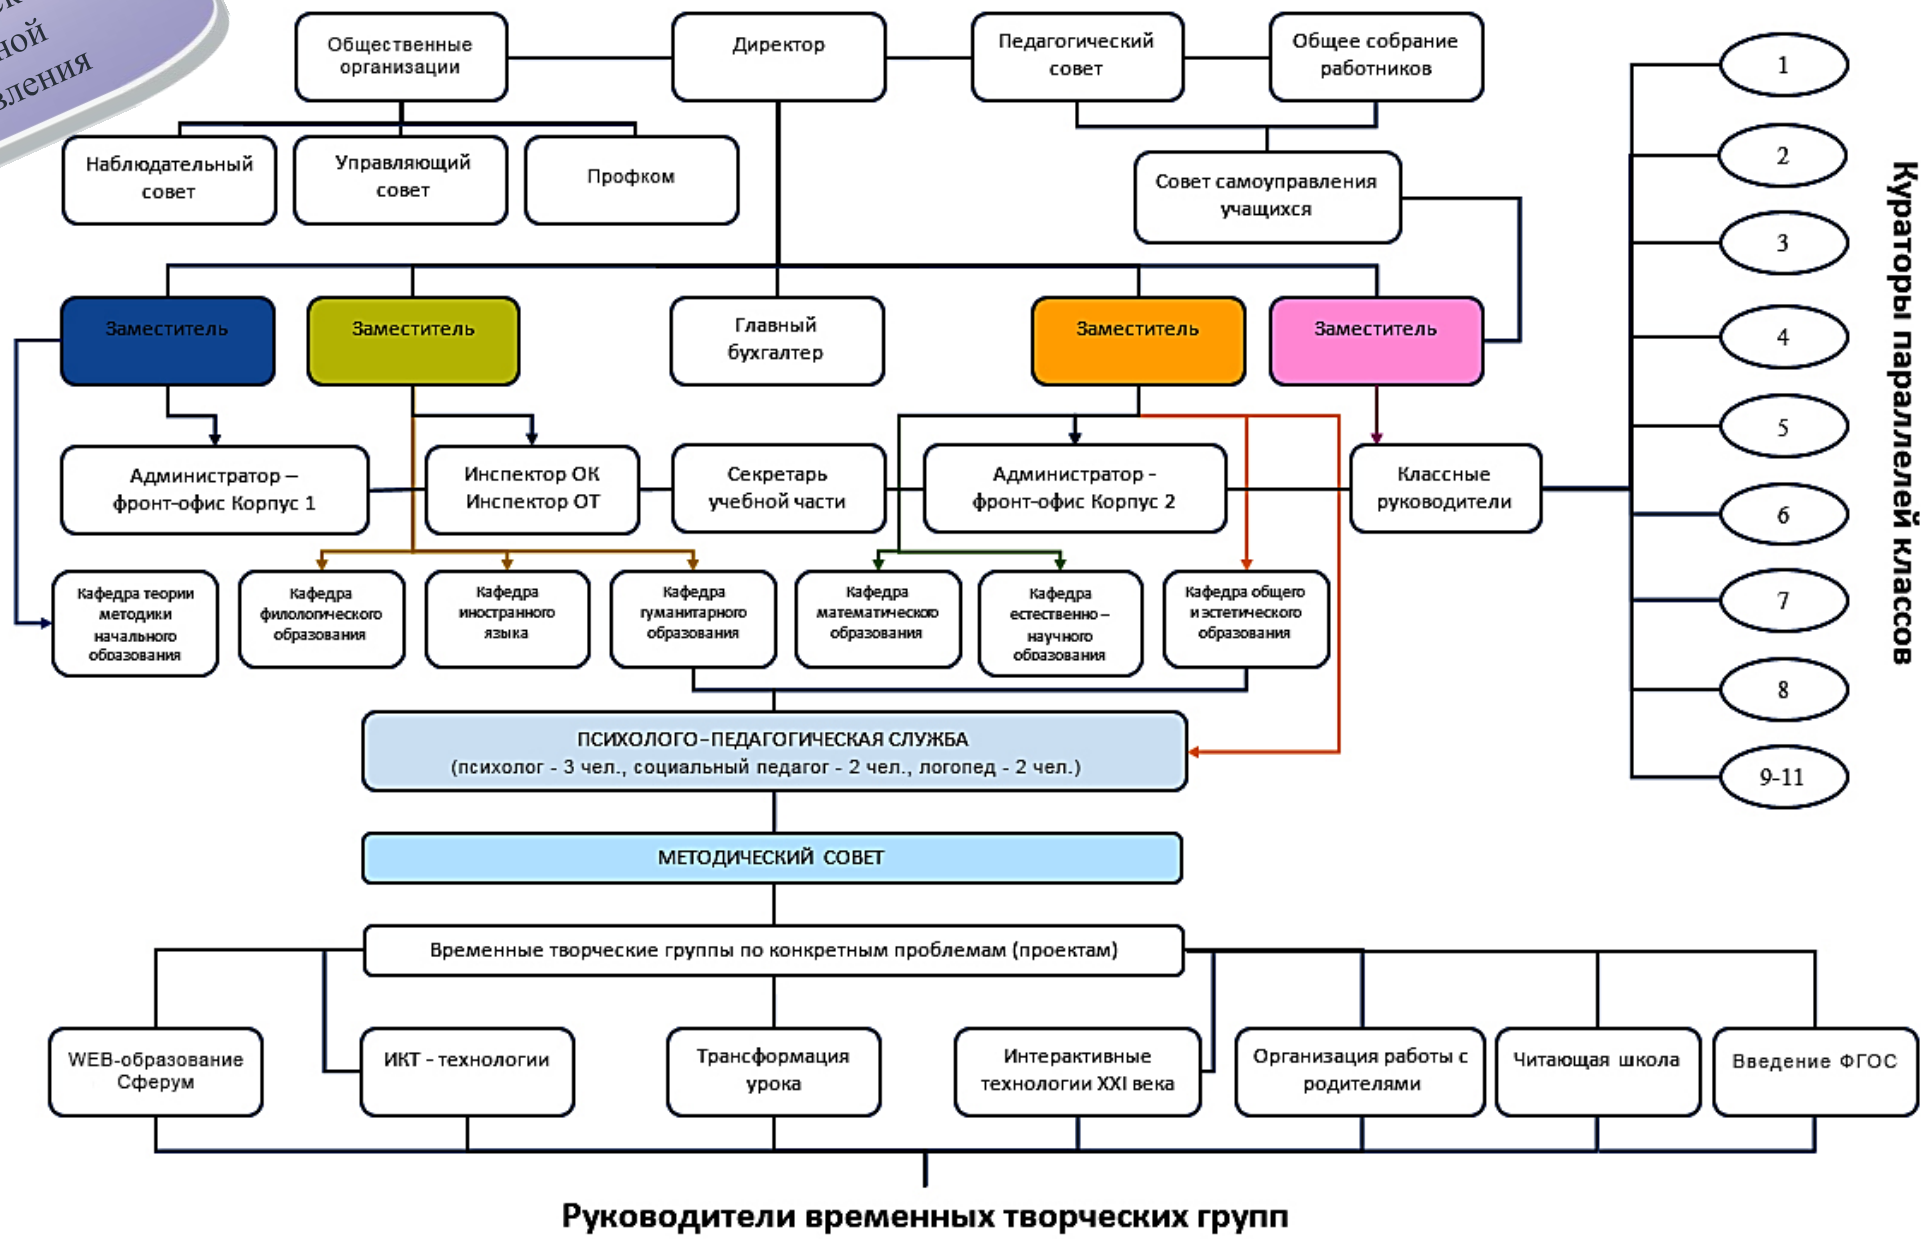 ной
Общественные
организации
Директор
Педагогический
совет
Общее собрание
работников
Наблюдательный
совет
Управляющий
совет
Профком
Совет самоуправления
учащихся
Заместитель
Заместитель
Главный
бухгалтер
Заместитель
Заместитель
Администратор –
фронт-офис Корпус 1
Инспектор ОК
Инспектор ОТ
Секретарь
учебной части
Администратор -
фронт-офис Корпус 2
Классные
руководители
Кафедра теории
методики
начального
образования
Кафедра
филологического
образования
Кафедра
иностранного
языка
Кафедра
гуманитарного
образования
Кафедра
математического
образования
Кафедра
естественно –
научного
образования
Кафедра общего
и эстетического
образования
ПСИХОЛОГО-ПЕДАГОГИЧЕСКАЯ СЛУЖБА
(психолог - 3 чел., социальный педагог - 2 чел., логопед - 2 чел.)
МЕТОДИЧЕСКИЙ СОВЕТ
Временные творческие группы по конкретным проблемам (проектам)
WEB-образование
Сферум
ИКТ - технологии
Трансформация
урока
Интерактивные
технологии XXI века
Организация работы с
родителями
Читающая школа
Введение ФГОС
Руководители временных творческих групп
1
2
3
4
5
6
7
8
9-11
Кураторы параллелей классов